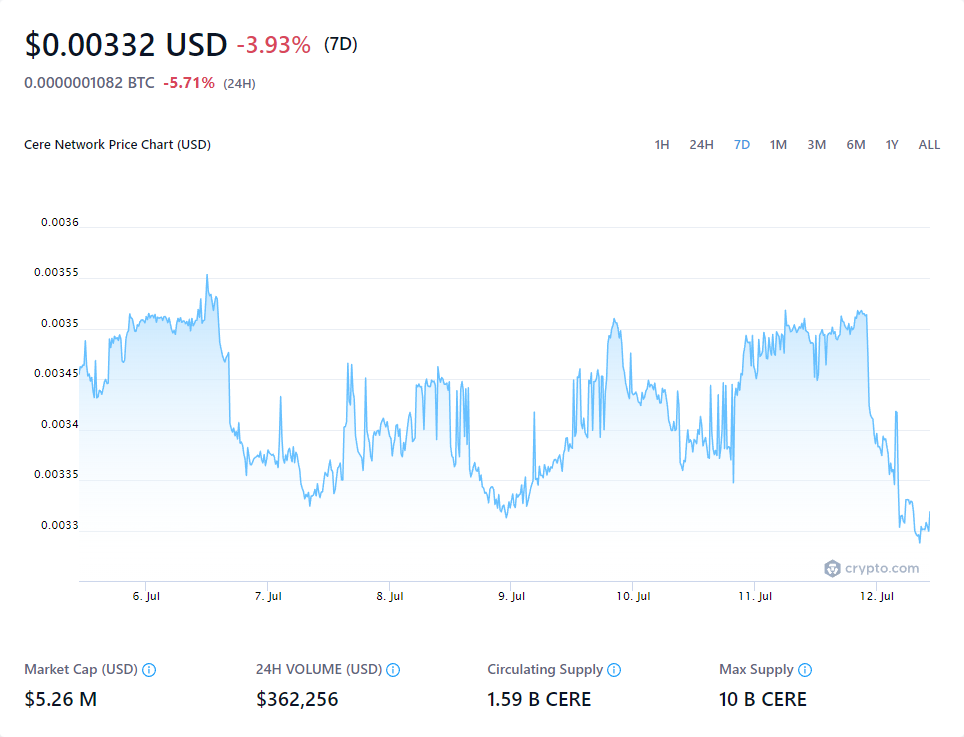 $0.00332 USD -3.93% (7D)
0.0000001082 BTC -5.71% (24H)
Cere Network Price Chart (USD) 1H 24H 7D 1M 3M 6M 1Y ALL
0.0036
0.00355
0.0035
0.00345
0.0034
0.00335
0.0033
crypto.com
6. Jul 7. Jul 8. Jul 9. Jul 10. Jul 11. Jul 12. Jul
Market Cap (USD) 24H VOLUME (USD) Circulating Supply Max Supply
$5.26 M $362,256 1.59 B CERE 10 B CERE